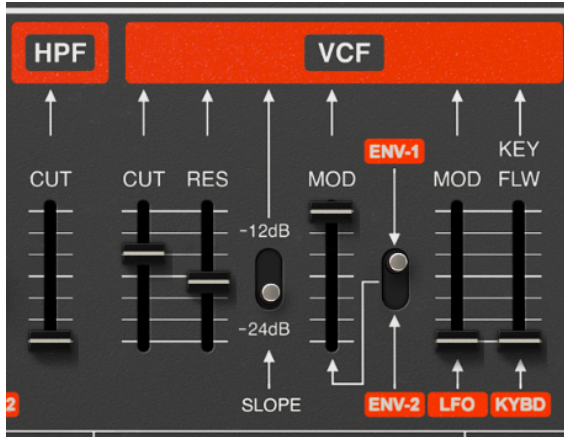 HPF
VCF
ENV-1
KEY
CUT
CUT
RES
MOD
MOD
FLW
-12dB
-24dB
SLOPE
ENV-2
LFO
KYBD
2